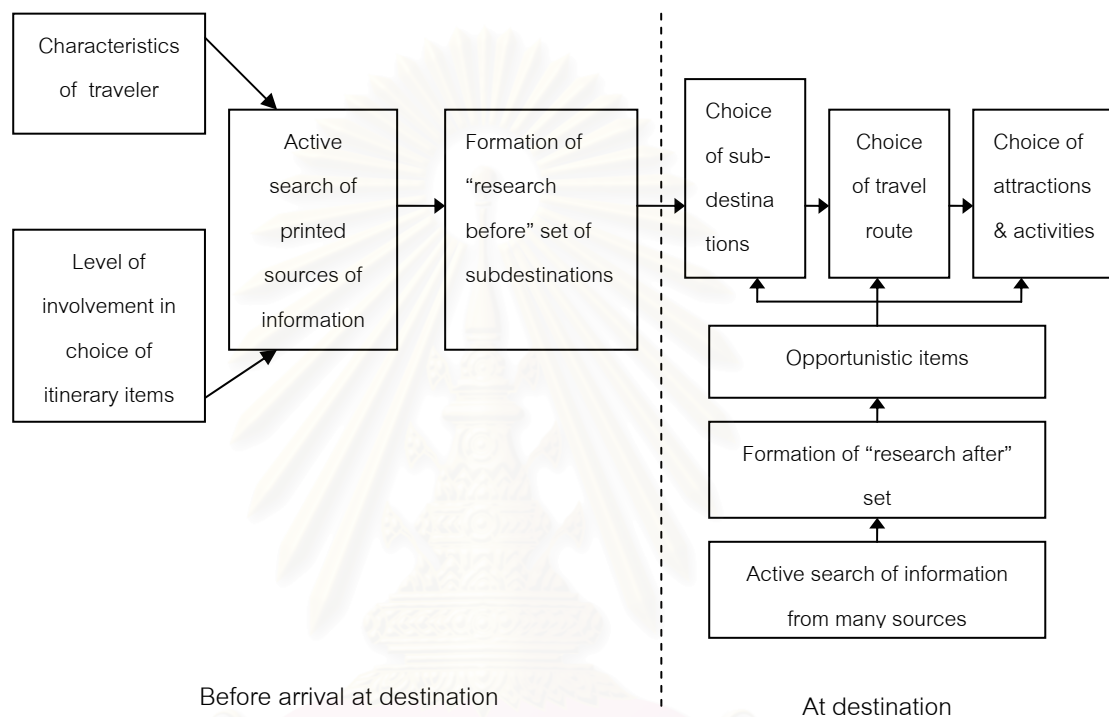 Characteristics
of traveler
Level of
involvement in
choice of
itinerary items
Active
search of
printed
sources of
information
Formation of
“research
before” set of
subdestinations
Choice
of sub-
destina
tions
Choice
of travel
route
Choice of
attractions
& activities
Opportunistic items
Formation of “research after”
set
Active search of information
from many sources
Before arrival at destination
At destination